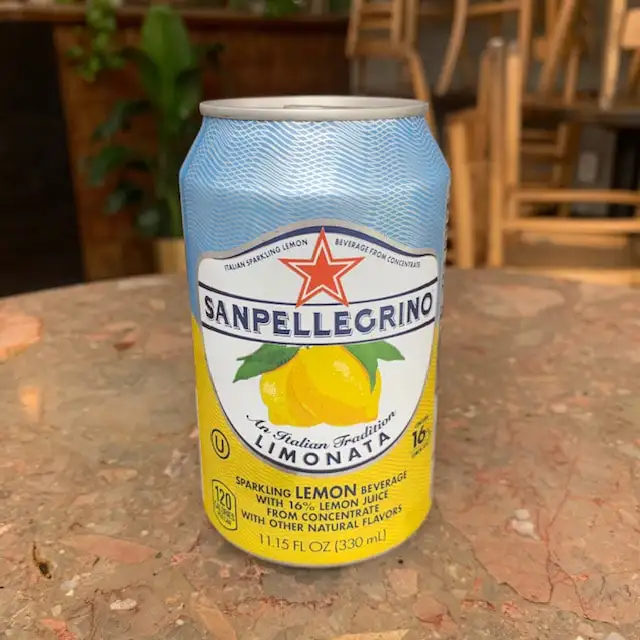 ITALIAN SPARKLING LEMON BEVERAGE FROM CONCENTRATE
SANPELLEGRINO
An Italian Tradition
LIMONATA
U
16%
120
CALORIES
SPARKLING LEMON BEVERAGE
WITH 16% LEMON JUICE
FROM CONCENTRATE
WITH OTHER NATURAL FLAVORS
11.15 FL OZ (330 mL)